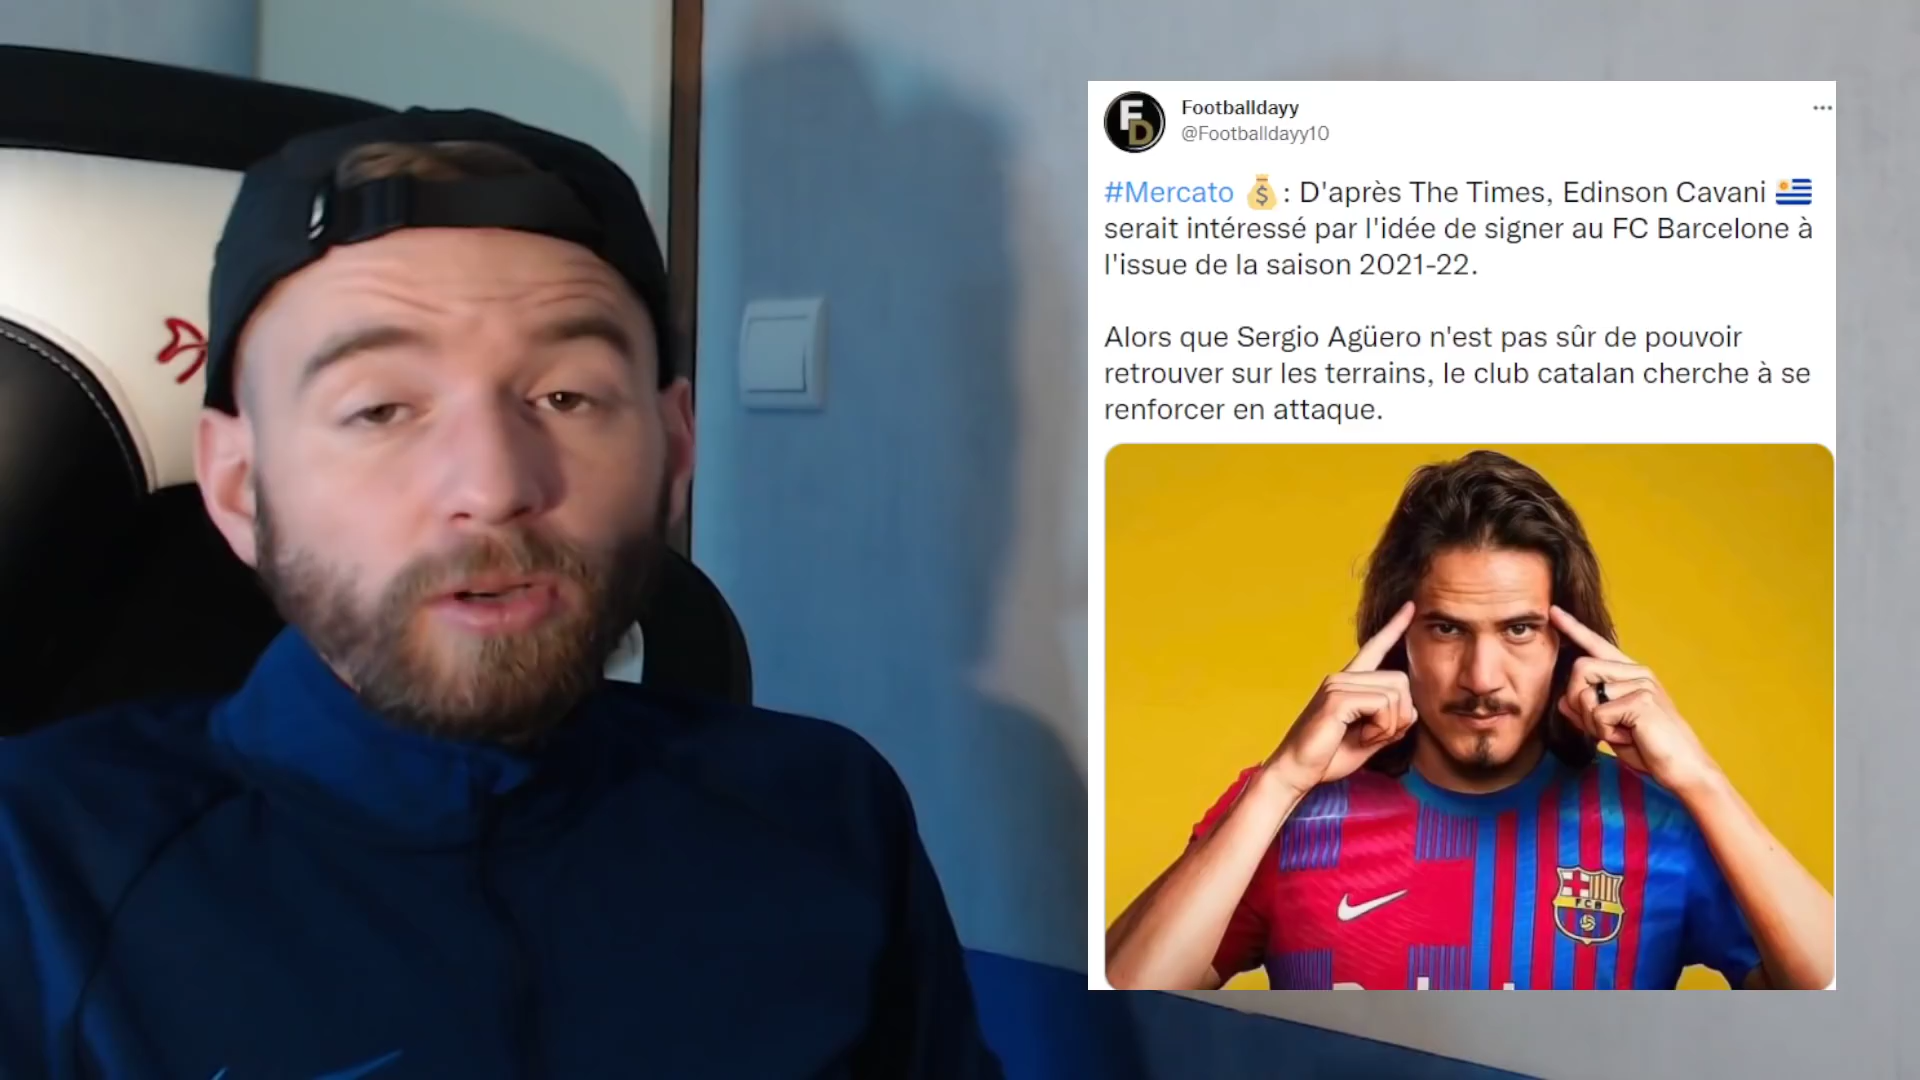 Footballdayy
@Footballdayy10
#Mercato 💰: D'après The Times, Edinson Cavani 🇺🇾
serait intéressé par l'idée de signer au FC Barcelone à
l'issue de la saison 2021-22.
Alors que Sergio Agüero n'est pas sûr de pouvoir
retrouver sur les terrains, le club catalan cherche à se
renforcer en attaque.
FCB